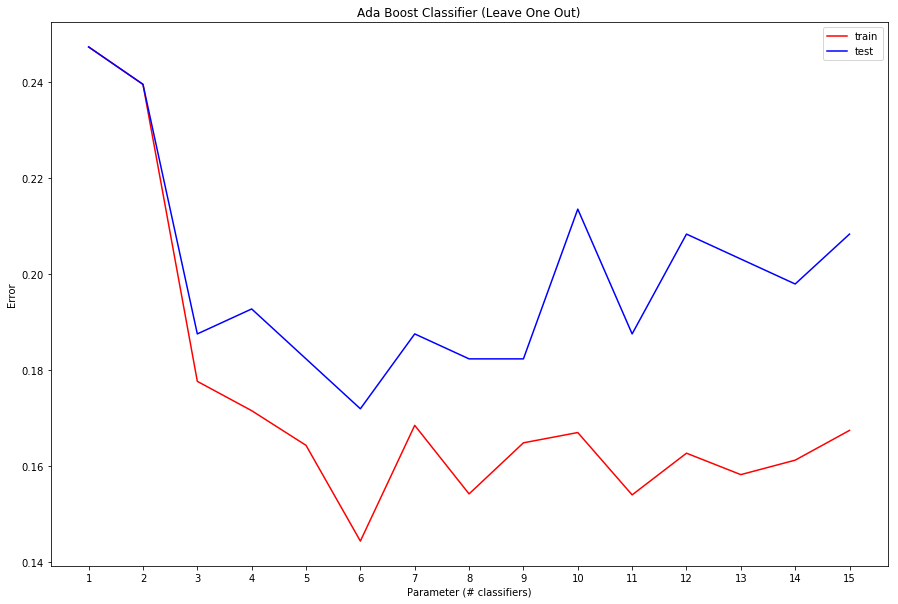 Ada Boost Classifier (Leave One Out)
train
test
Error
0.24
0.22
0.20
0.18
0.16
0.14
1 2 3 4 5 6 7 8 9 10 11 12 13 14 15
Parameter (# classifiers)